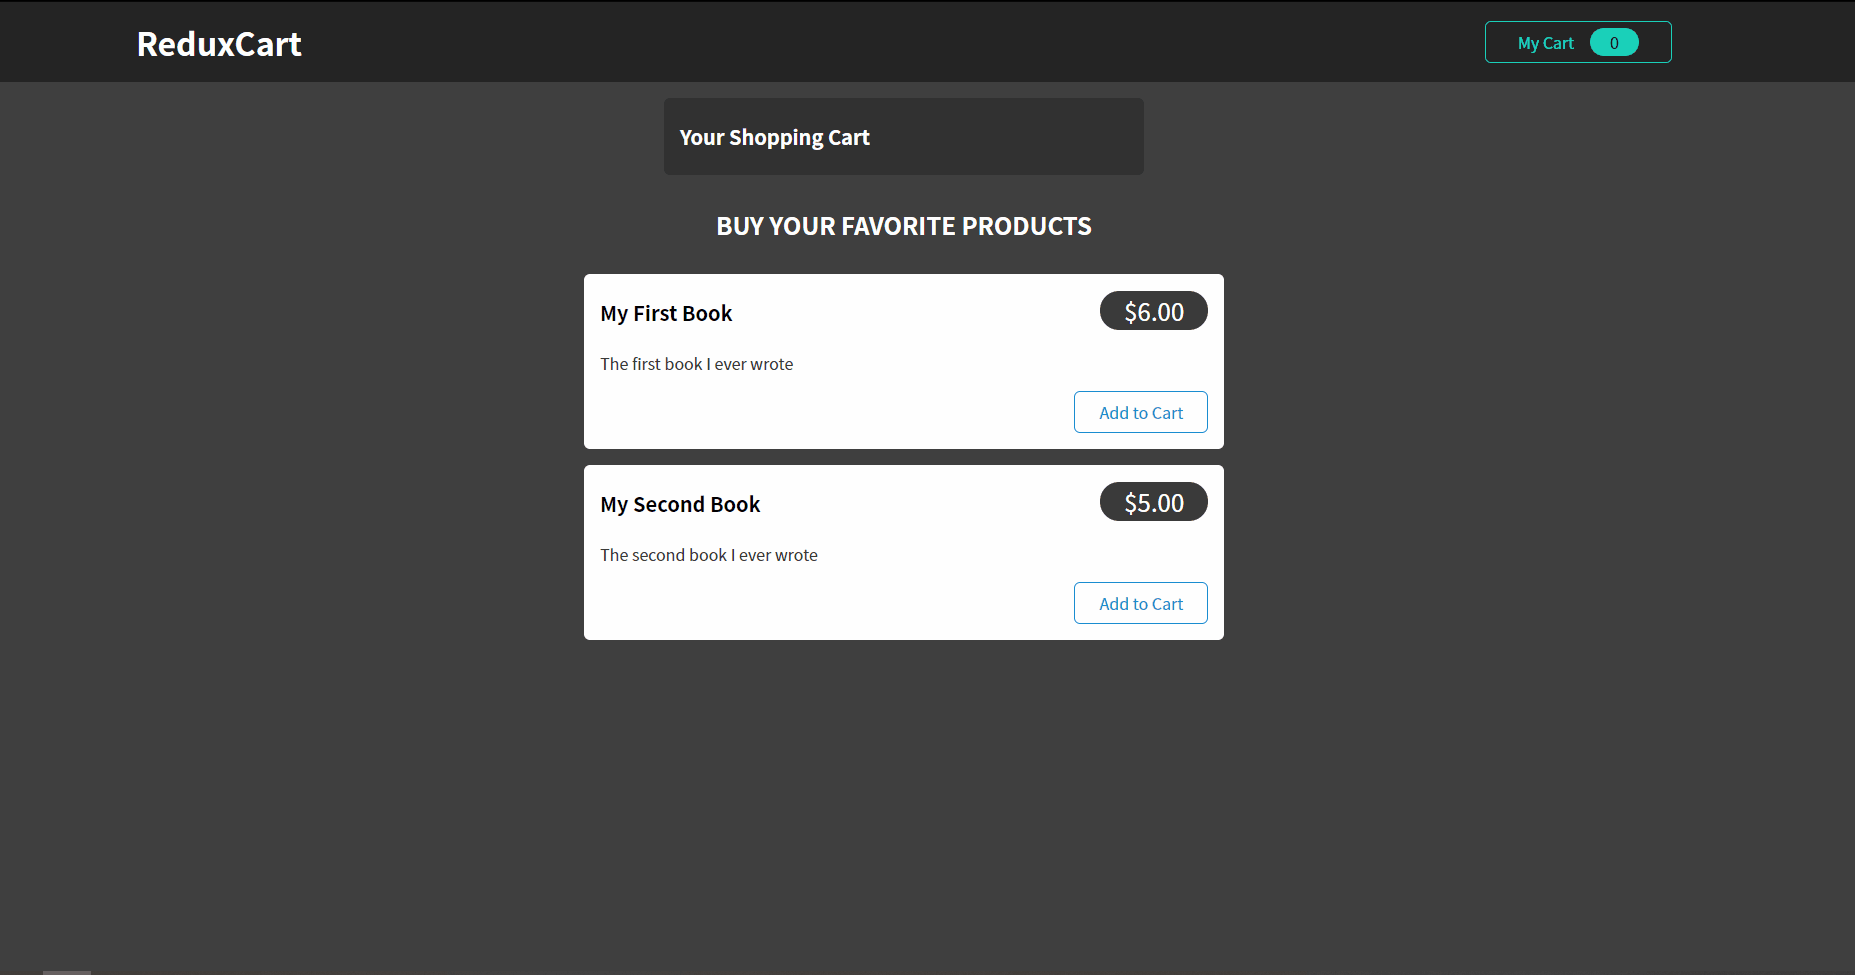 ReduxCart
My Cart 0
Your Shopping Cart
BUY YOUR FAVORITE PRODUCTS
My First Book
$6.00
The first book I ever wrote
Add to Cart
My Second Book
$5.00
The second book I ever wrote
Add to Cart